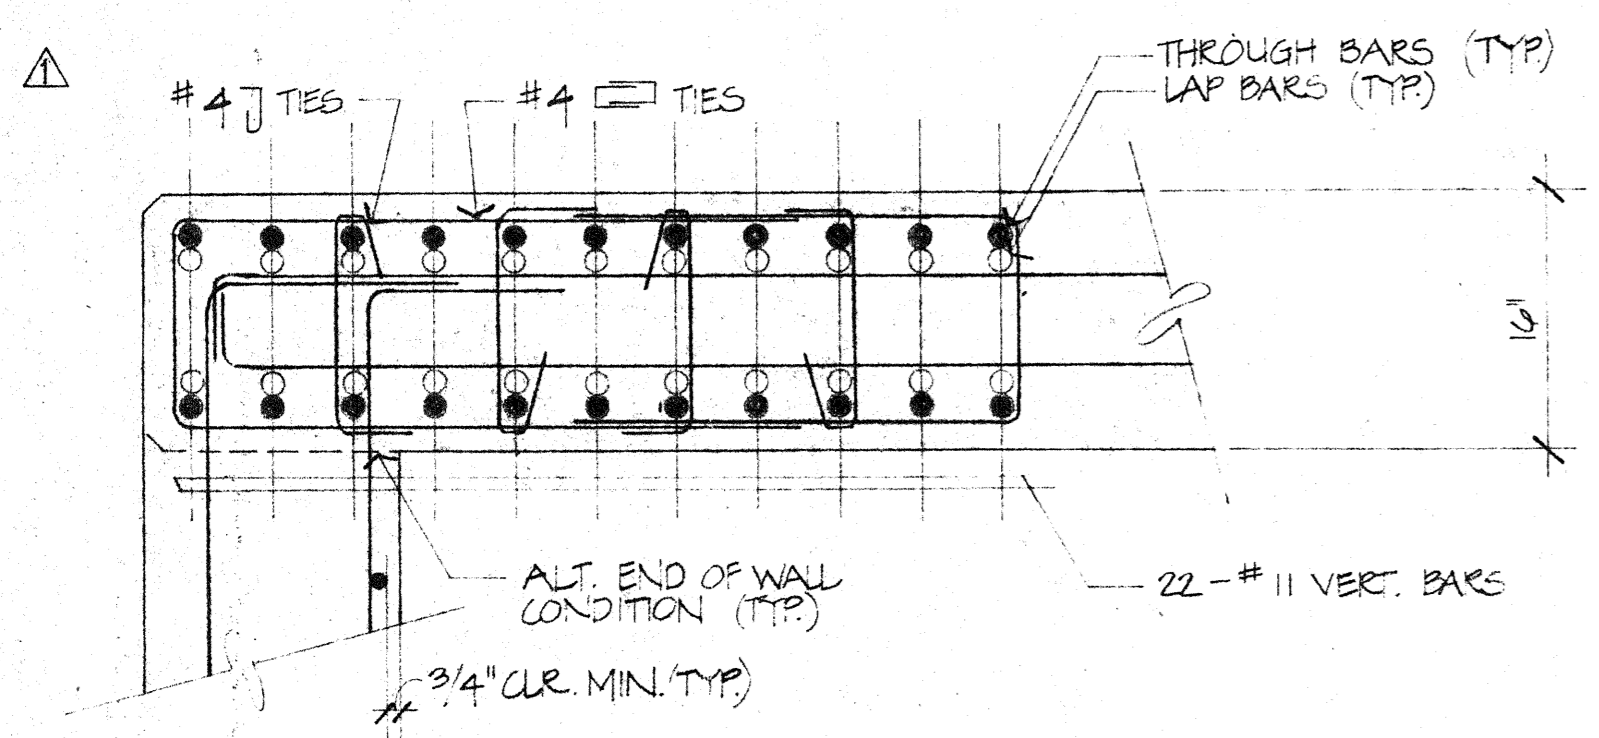 1
THROUGH BARS (TYP.)
LAP BARS (TYP.)
#4 TIES
#4 TIES
16"
ALT. END OF WALL
CONDITION (TYP.)
22-#11 VERT. BARS
3/4" CLR. MIN. (TYP.)